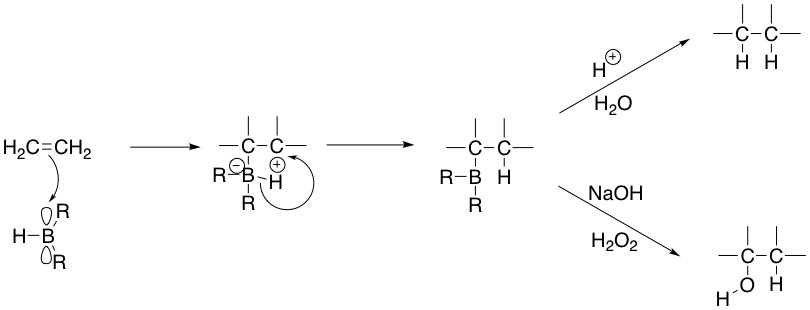 H₂C=CH₂
R
H–B
R
C–C
⊖ ⊕
R–B–H
R
C–C
R–B H
R
H⊕
H₂O
NaOH
H₂O₂
C–C
H H
C–C
O H
H